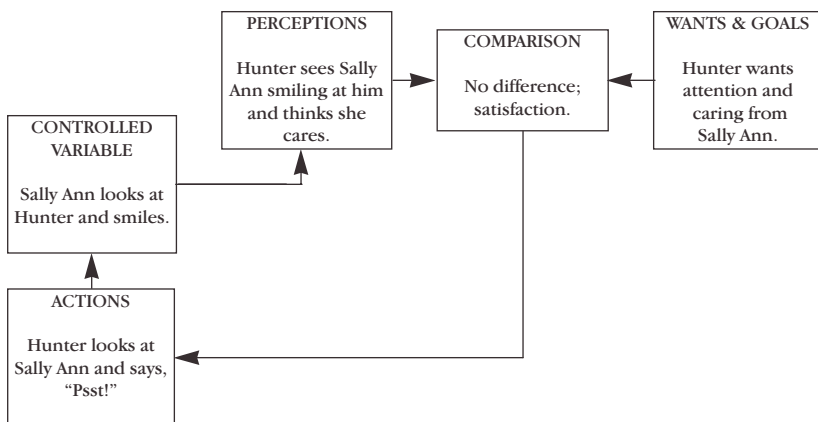 PERCEPTIONS
Hunter sees Sally
Ann smiling at him
and thinks she
cares.
COMPARISON
No difference;
satisfaction.
WANTS & GOALS
Hunter wants
attention and
caring from
Sally Ann.
CONTROLLED
VARIABLE
Sally Ann looks at
Hunter and smiles.
ACTIONS
Hunter looks at
Sally Ann and says,
“Psst!”